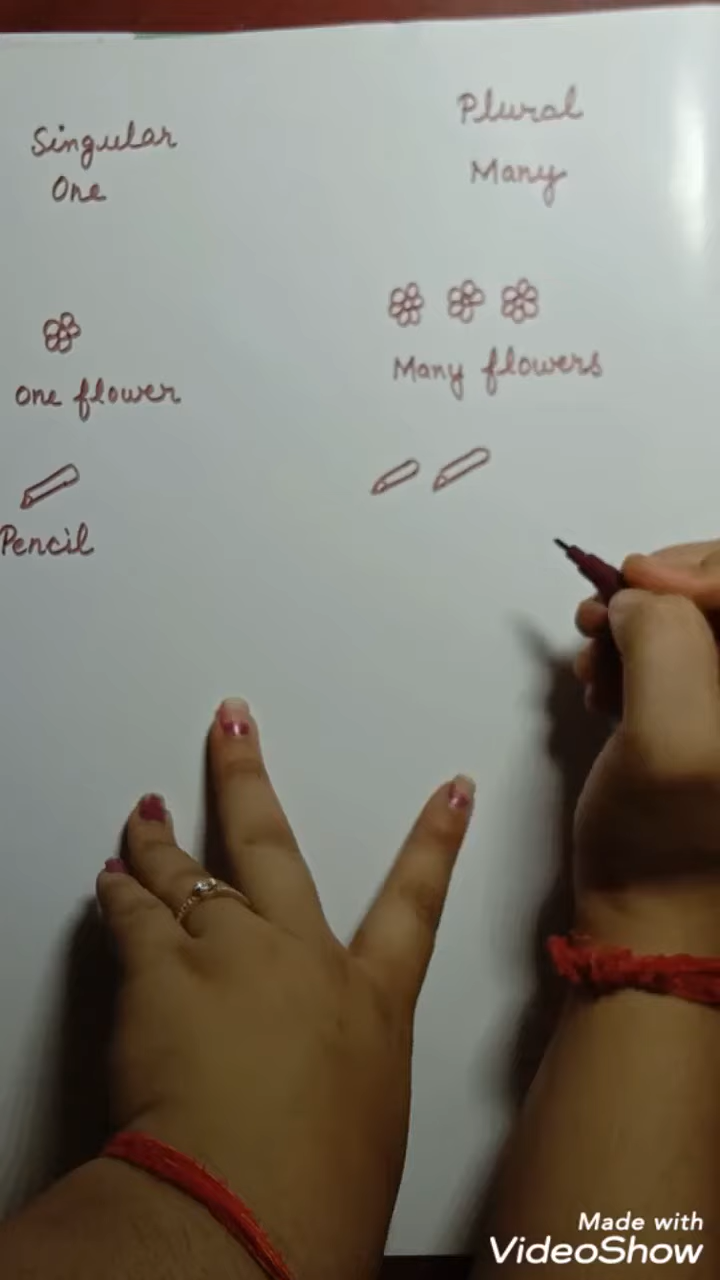 Singular
One
Plural
Many
One flower
Many flowers
Pencil
Made with
VideoShow